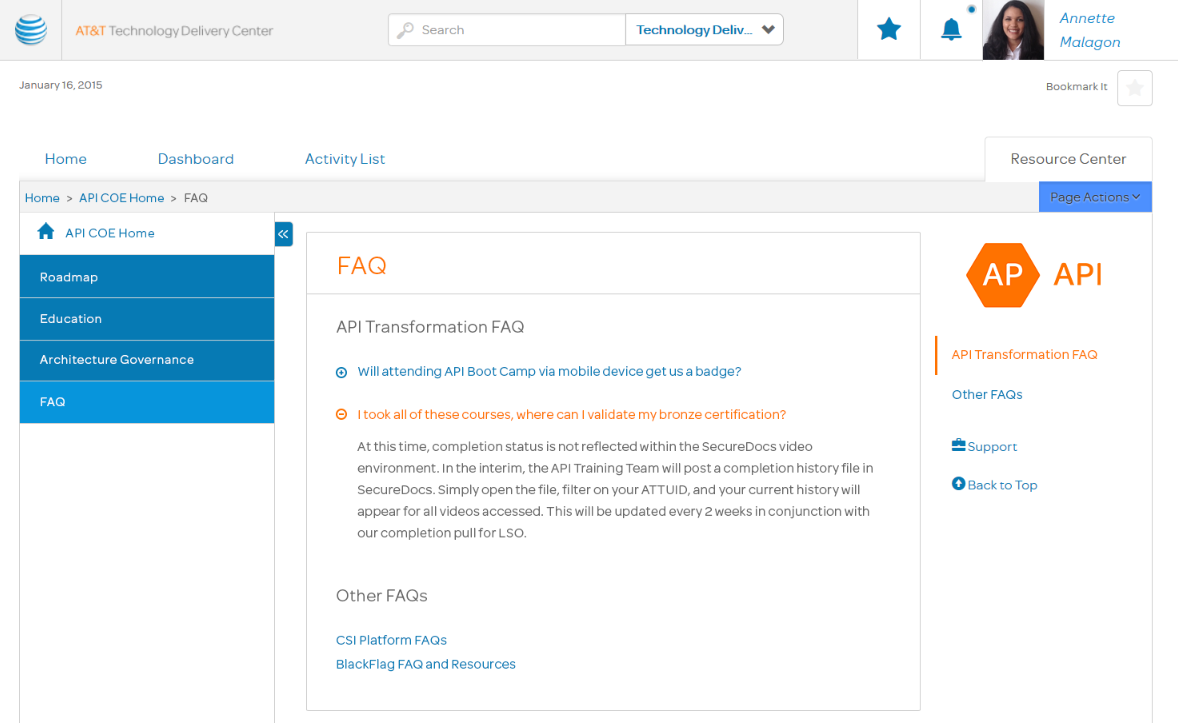 AT&T Technology Delivery Center
Search
Technology Deliv...
Annette
Malagon
January 16, 2015
Bookmark It
Home
Dashboard
Activity List
Resource Center
Home > API COE Home > FAQ
Page Actions
API COE Home
Roadmap
Education
Architecture Governance
FAQ
FAQ
API Transformation FAQ
Will attending API Boot Camp via mobile device get us a badge?
I took all of these courses, where can I validate my bronze certification?
At this time, completion status is not reflected within the SecureDocs video
environment. In the interim, the API Training Team will post a completion history file in
SecureDocs. Simply open the file, filter on your ATTUID, and your current history will
appear for all videos accessed. This will be updated every 2 weeks in conjunction with
our completion pull for LSO.
Other FAQs
CSI Platform FAQs
BlackFlag FAQ and Resources
AP API
API Transformation FAQ
Other FAQs
Support
Back to Top